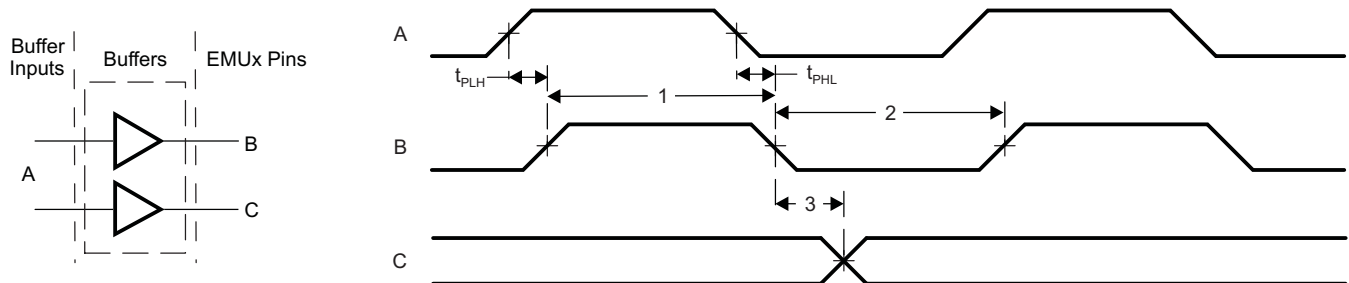 Buffer
Inputs
Buffers
EMUx Pins
A
B
C
A
t_PLH
t_PHL
1
2
B
3
C